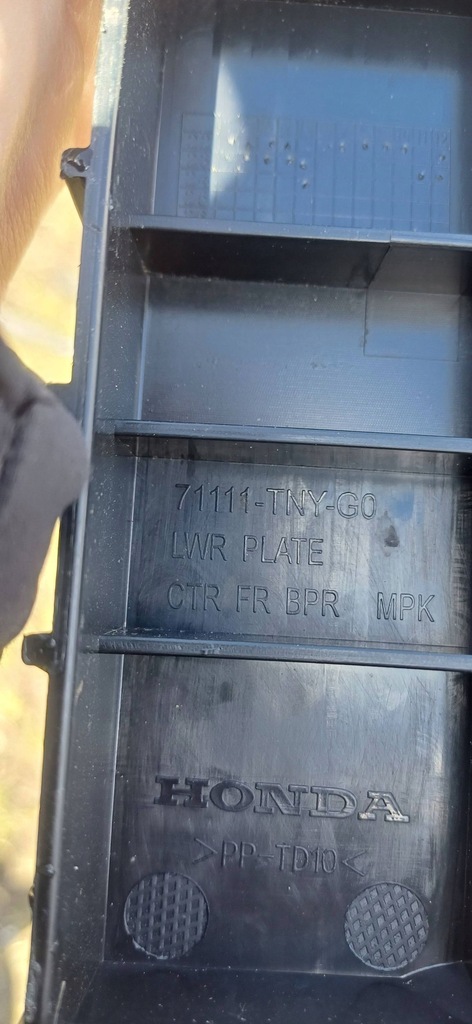 71111-TNY-G0
LWR PLATE
CTR FR BPR MPK
HONDA
>PP-TD10<